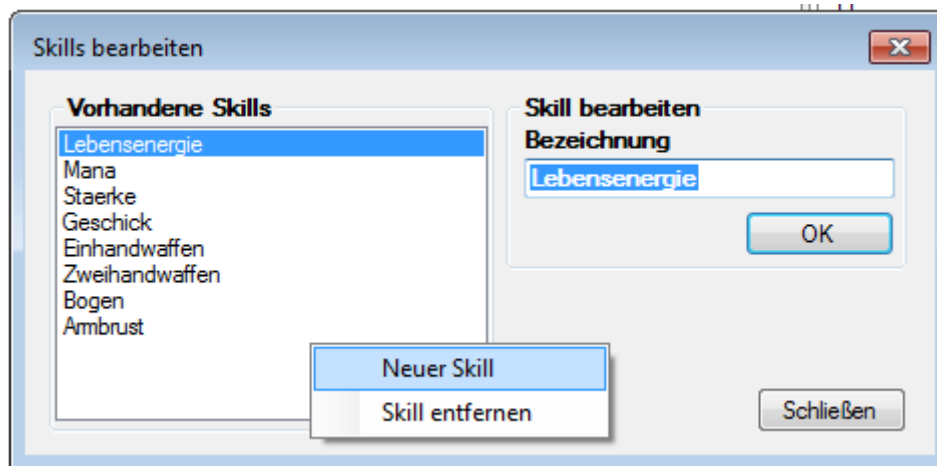 Skills bearbeiten
Vorhandene Skills
Lebensenergie
Mana
Staerke
Geschick
Einhandwaffen
Zweihandwaffen
Bogen
Armbrust
Skill bearbeiten
Bezeichnung
Lebensenergie
OK
Neuer Skill
Skill entfernen
Schließen